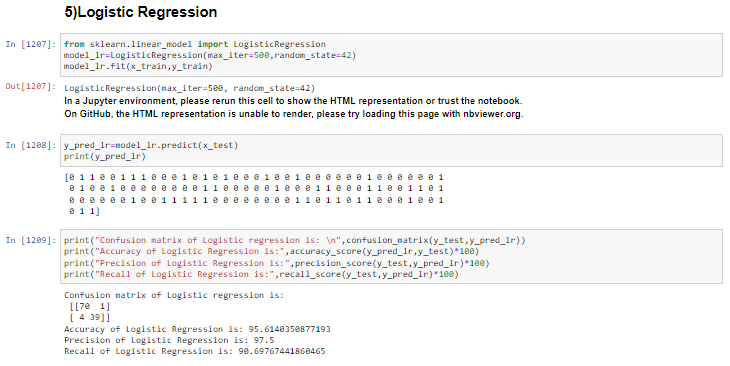 5)Logistic Regression
In [1207]: from sklearn.linear_model import LogisticRegression
model_lr=LogisticRegression(max_iter=500,random_state=42)
model_lr.fit(x_train,y_train)
Out[1207]: LogisticRegression(max_iter=500, random_state=42)
In a Jupyter environment, please rerun this cell to show the HTML representation or trust the notebook.
On GitHub, the HTML representation is unable to render, please try loading this page with nbviewer.org.
In [1208]: y_pred_lr=model_lr.predict(x_test)
print(y_pred_lr)
[0 1 1 0 0 1 1 1 0 0 0 1 0 1 0 1 0 0 0 1 0 0 1 0 0 0 0 0 0 1 0 0 0 0 0 0 1
0 1 0 0 1 0 0 0 0 0 0 0 0 1 1 0 0 0 0 0 1 0 0 0 1 1 0 0 0 1 1 0 0 1 1 0 1
0 0 0 0 0 0 1 0 0 1 1 1 1 1 0 0 0 0 0 0 0 0 1 1 0 1 1 0 1 1 0 0 0 1 0 0 1
0 1 1]
In [1209]: print("Confusion matrix of Logistic regression is: \n",confusion_matrix(y_test,y_pred_lr))
print("Accuracy of Logistic Regression is:",accuracy_score(y_pred_lr,y_test)*100)
print("Precision of Logistic Regression is:",precision_score(y_test,y_pred_lr)*100)
print("Recall of Logistic Regression is:",recall_score(y_test,y_pred_lr)*100)
Confusion matrix of Logistic regression is:
[[70 1]
[ 4 39]]
Accuracy of Logistic Regression is: 95.6140350877193
Precision of Logistic Regression is: 97.5
Recall of Logistic Regression is: 90.69767441860465